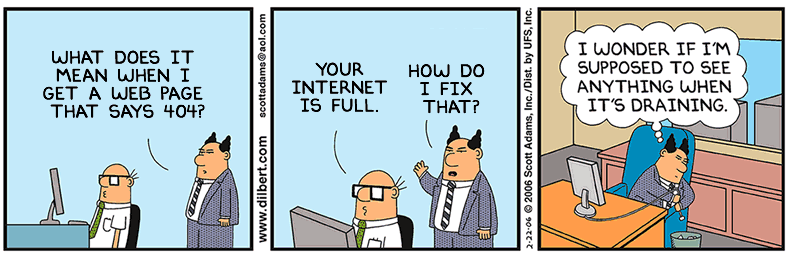 WHAT DOES IT
MEAN WHEN I
GET A WEB PAGE
THAT SAYS 404?
www.dilbert.com scottadams@aol.com
YOUR
INTERNET
IS FULL.
HOW DO
I FIX
THAT?
2-22-06 © 2006 Scott Adams, Inc./Dist. by UFS, Inc.
I WONDER IF I'M
SUPPOSED TO SEE
ANYTHING WHEN
IT'S DRAINING.